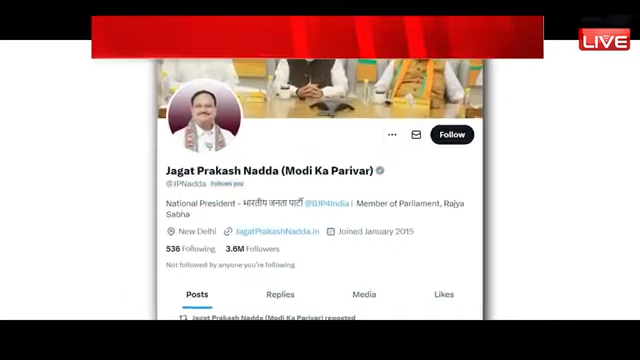 LIVE
Follow
Jagat Prakash Nadda (Modi Ka Parivar)
@JPNadda Follows you
National President - भारतीय जनता पार्टी @BJP4India | Member of Parliament, Rajya
Sabha
New Delhi JagatPrakashNadda.in Joined January 2015
536 Following 3.6M Followers
Not followed by anyone you're following
Posts Replies Media Likes
Jagat Prakash Nadda (Modi Ka Parivar) reposted